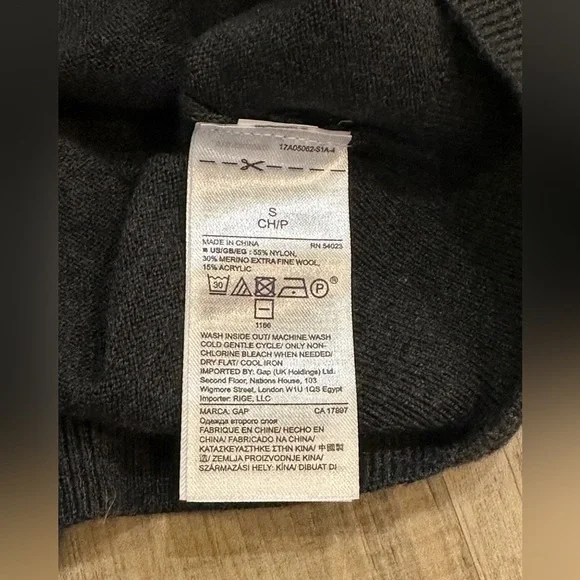 17A05062-S1A-4
S
CH/P
MADE IN CHINA RN 54023
■ US/GB/EG : 55% NYLON,
30% MERINO EXTRA FINE WOOL,
15% ACRYLIC
30 P ®
1186
WASH INSIDE OUT/ MACHINE WASH
COLD GENTLE CYCLE/ ONLY NON-
CHLORINE BLEACH WHEN NEEDED/
DRY FLAT/ COOL IRON
IMPORTED BY: Gap (UK Holdings) Ltd.
Second Floor, Nations House, 103
Wigmore Street, London W1U 1QS Egypt
Importer: RIGE, LLC
MARCA: GAP CA 17897
Одежда второго слоя
FABRIQUE EN CHINE/ HECHO EN
CHINA/ FABRICADO NA CHINA/
ΚΑΤΑΣΚΕΥΑΣΤΗΚΕ ΣΤΗΝ ΚΙΝΑ/ 中國製
造/ ZEMLJA PROIZVODNJE KINA/
SZÁRMAZÁSI HELY: KÍNA/ DIBUAT DI